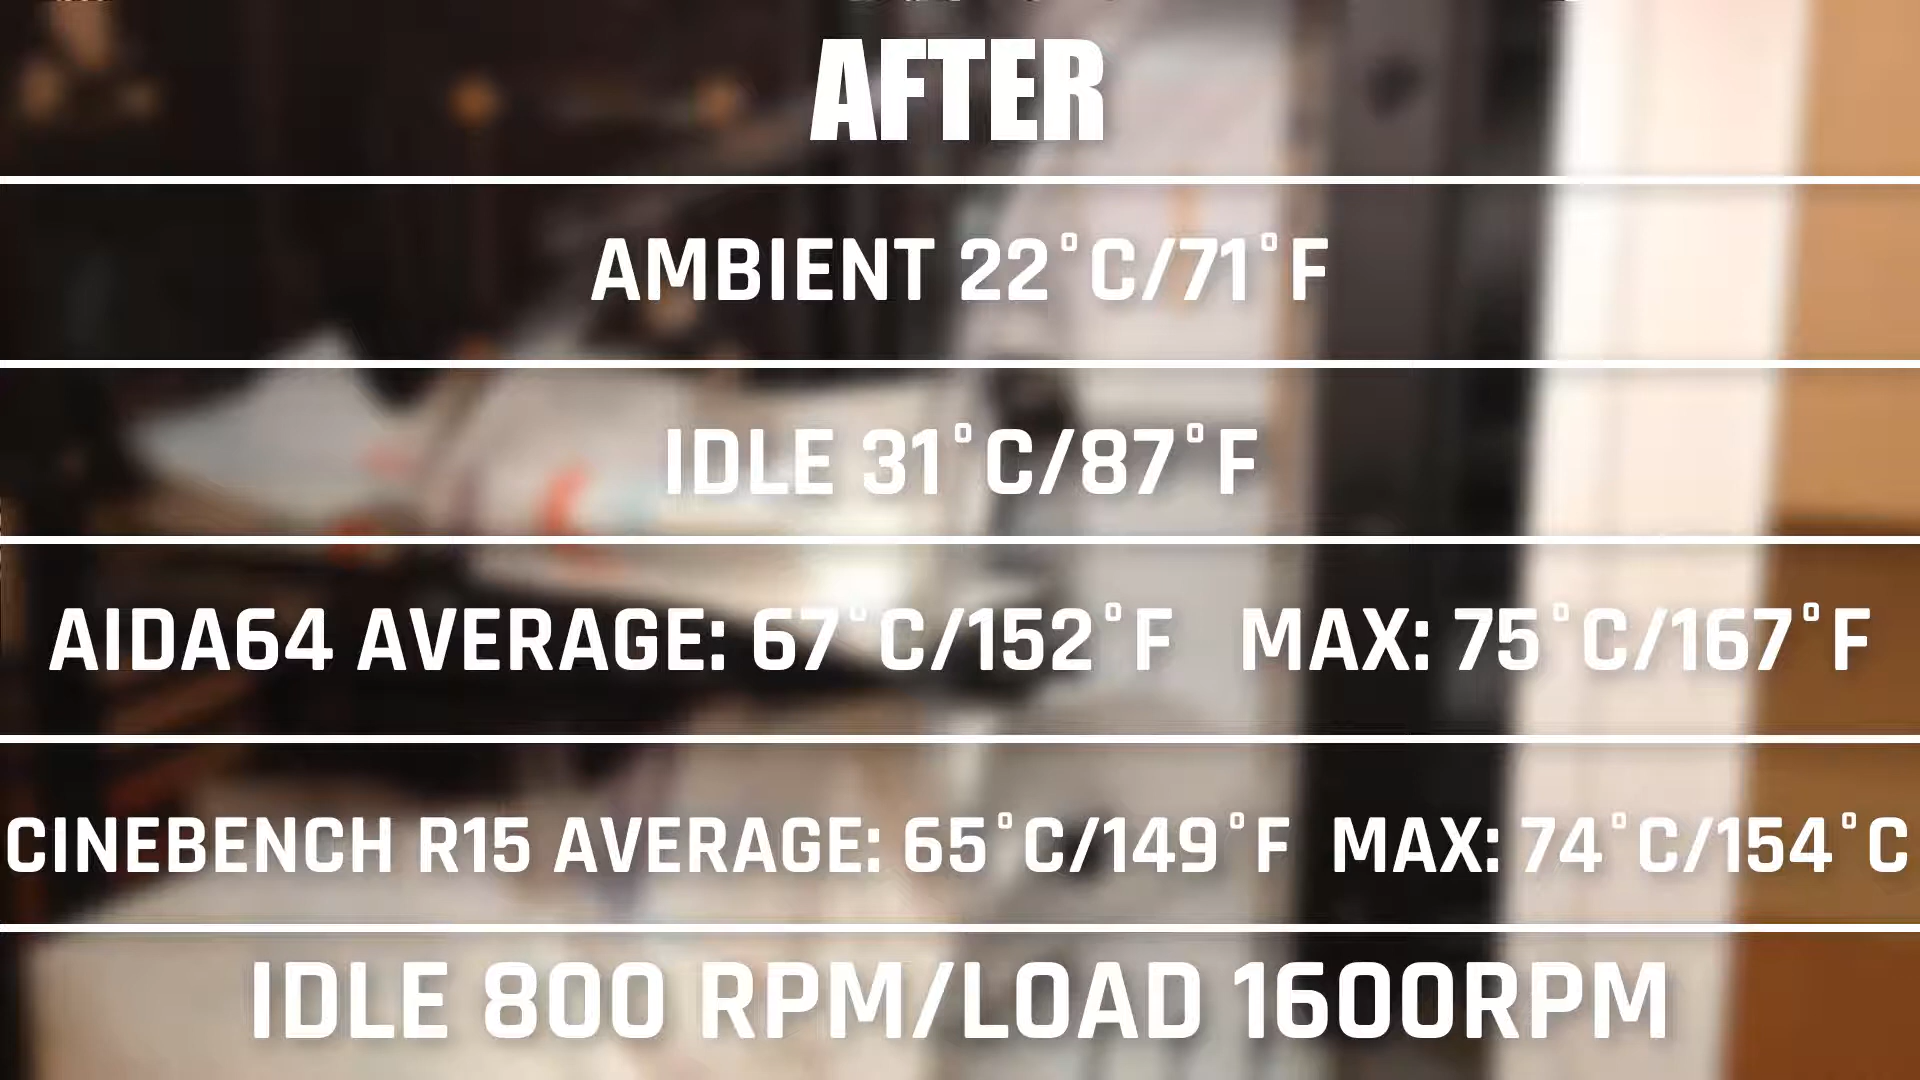 AFTER
AMBIENT 22°C/71°F
IDLE 31°C/87°F
AIDA64 AVERAGE: 67°C/152°F MAX: 75°C/167°F
CINEBENCH R15 AVERAGE: 65°C/149°F MAX: 74°C/154°C
IDLE 800 RPM/LOAD 1600RPM